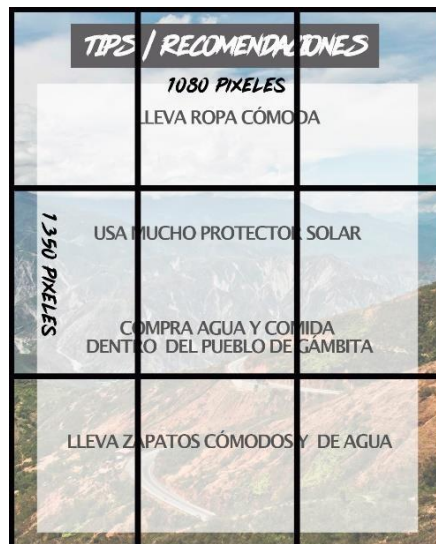 TIPS / RECOMENDACIONES
1080 PIXELES
LLEVA ROPA CÓMODA
1350 PIXELES
USA MUCHO PROTECTOR SOLAR
COMPRA AGUA Y COMIDA
DENTRO DEL PUEBLO DE GÁMBITA
LLEVA ZAPATOS CÓMODOS Y DE AGUA